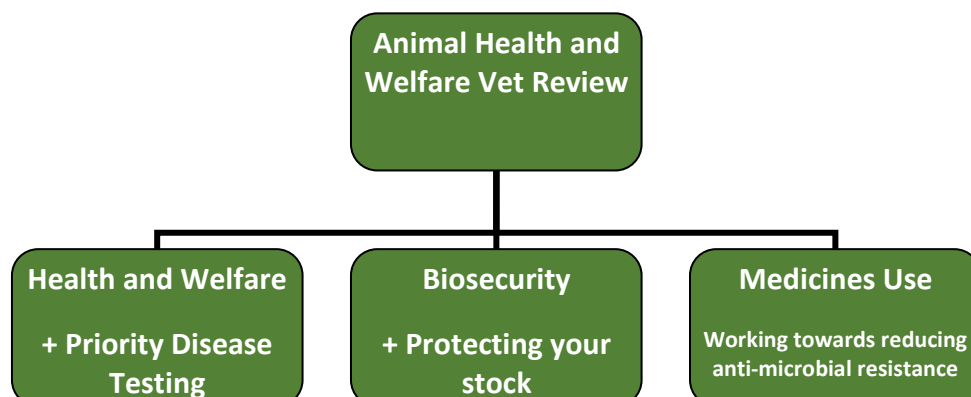 Animal Health and
Welfare Vet Review
Health and Welfare
+ Priority Disease
Testing
Biosecurity
+ Protecting your
stock
Medicines Use
Working towards reducing
anti-microbial resistance